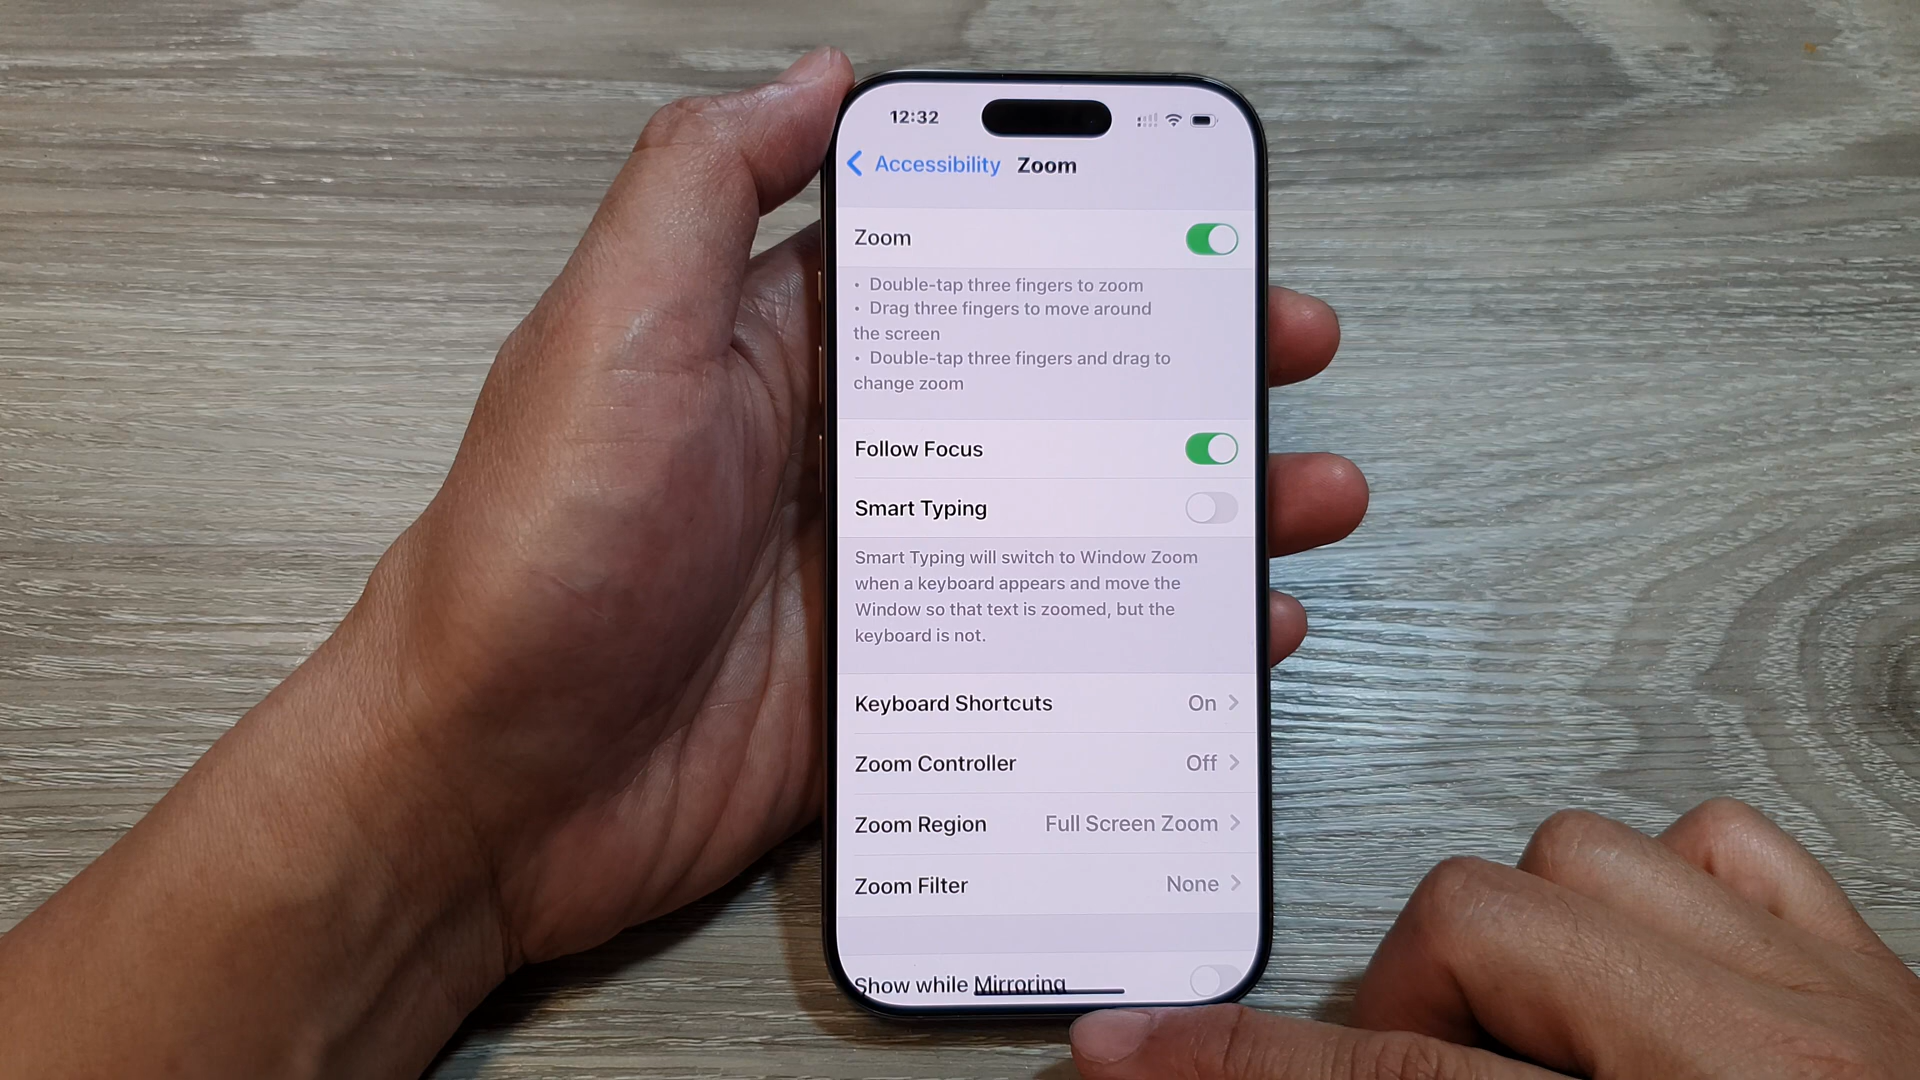 12:32
Accessibility Zoom
Zoom
• Double-tap three fingers to zoom
• Drag three fingers to move around
the screen
• Double-tap three fingers and drag to
change zoom
Follow Focus
Smart Typing
Smart Typing will switch to Window Zoom
when a keyboard appears and move the
Window so that text is zoomed, but the
keyboard is not.
Keyboard Shortcuts On
Zoom Controller Off
Zoom Region Full Screen Zoom
Zoom Filter None
Show while Mirroring